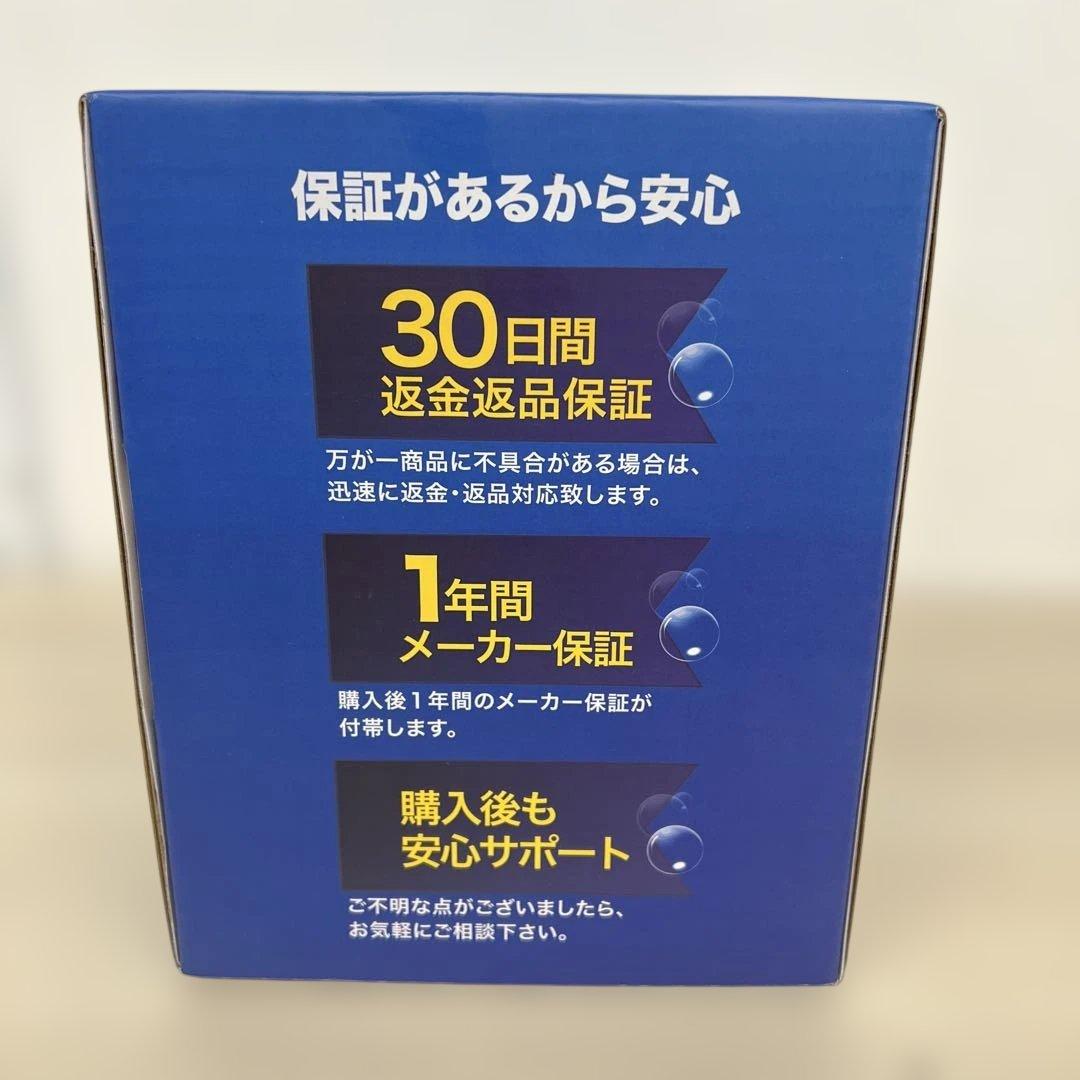 保証があるから安心
30日間
返金返品保証
万が一商品に不具合がある場合は、
迅速に返金・返品対応致します。
1年間
メーカー保証
購入後1年間のメーカー保証が
付帯します。
購入後も
安心サポート
ご不明な点がございましたら、
お気軽にご相談下さい。